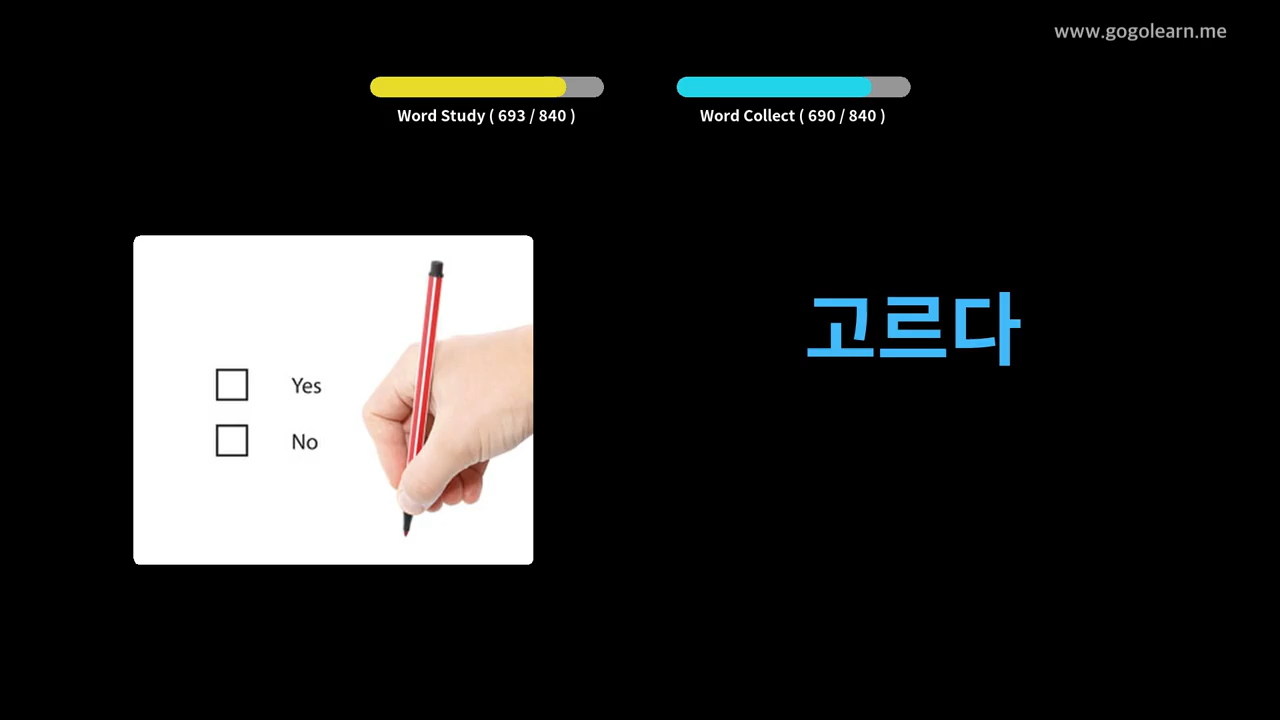 www.gogolearn.me
Word Study ( 693 / 840 )
Word Collect ( 690 / 840 )
고르다
Yes
No